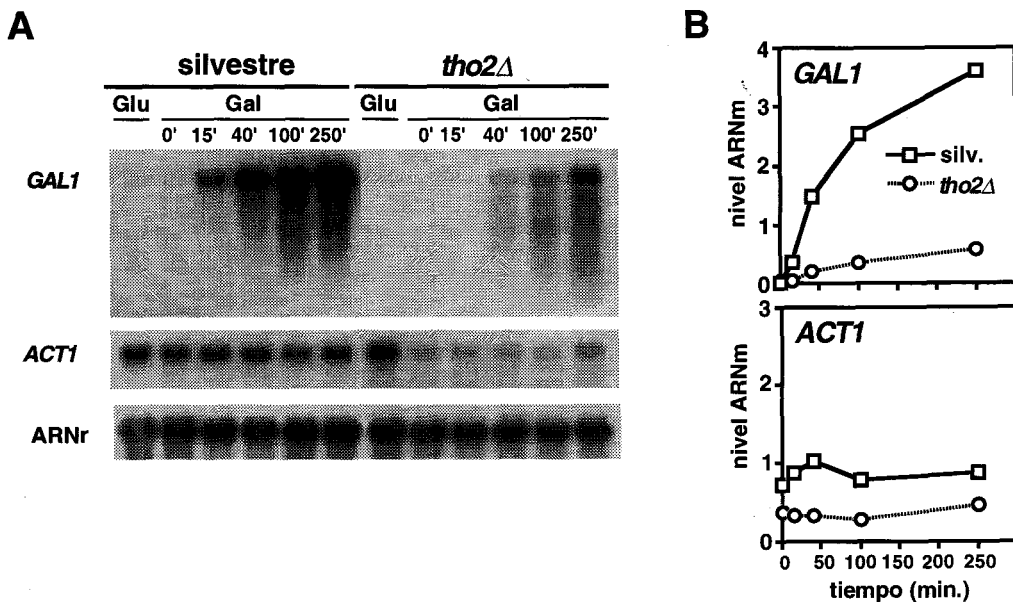 A
silvestre tho2Δ
Glu Gal Glu Gal
0' 15' 40' 100' 250' 0' 15' 40' 100' 250'
GAL1
ACT1
ARNr
B
4
3
2
1
0
nivel ARNm
GAL1
silv.
tho2Δ
3
2
1
0
nivel ARNm
ACT1
0 50 100 150 200 250
tiempo (min.)